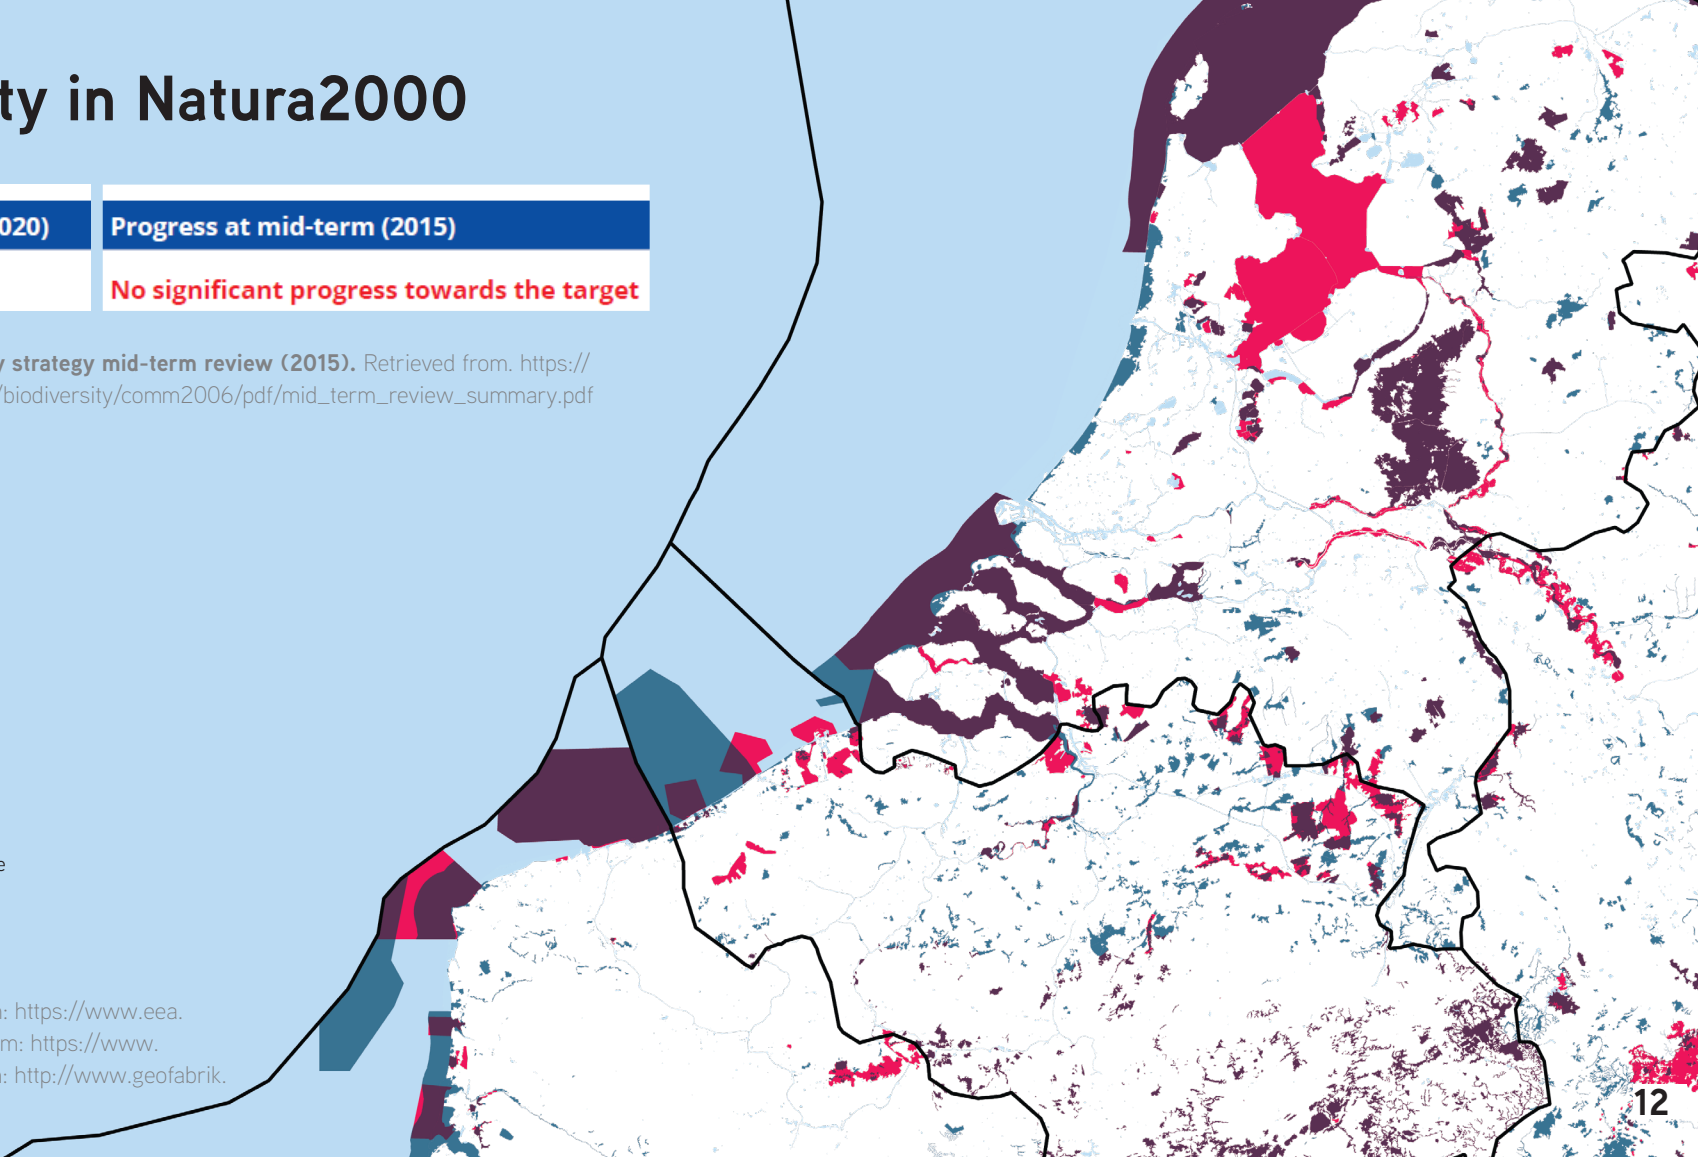 ty in Natura2000
020)
Progress at mid-term (2015)
No significant progress towards the target
y strategy mid-term review (2015). Retrieved from. https://
/biodiversity/comm2006/pdf/mid_term_review_summary.pdf
e
: https://www.eea.
m: https://www.
: http://www.geofabrik.
12